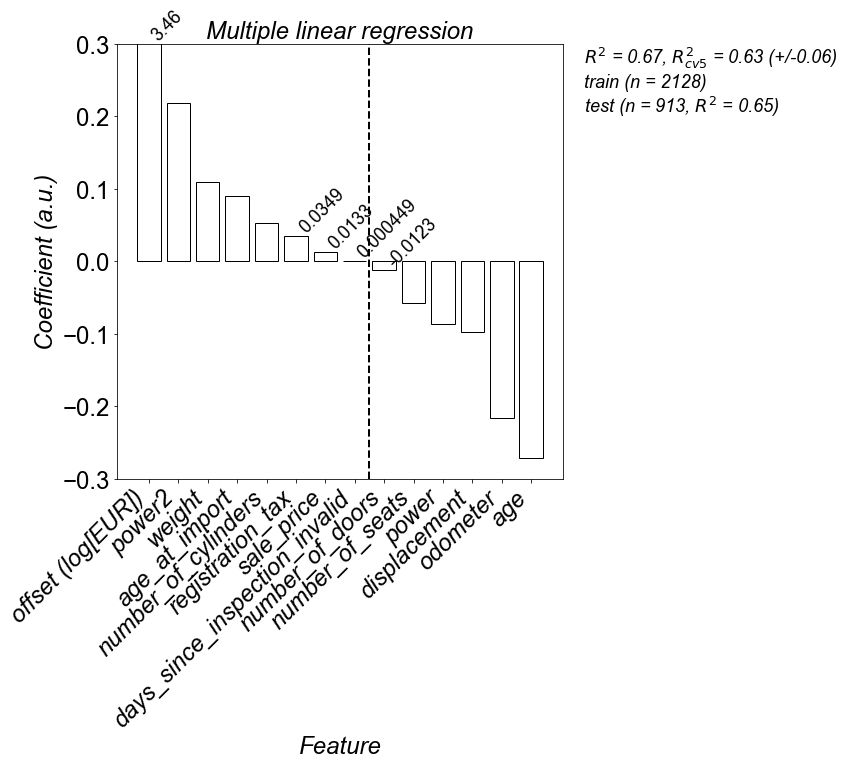 Multiple linear regression
R² = 0.67, R²cv5 = 0.63 (+/-0.06)
train (n = 2128)
test (n = 913, R² = 0.65)
Coefficient (a.u.)
0.3
0.2
0.1
0.0
−0.1
−0.2
−0.3
3.46
0.0349
0.0133
0.000449
-0.0123
offset (log[EUR])
power2
weight
age_at_import
number_of_cylinders
registration_tax
sale_price
days_since_inspection_invalid
number_of_doors
number_of_seats
power
displacement
odometer
age
Feature